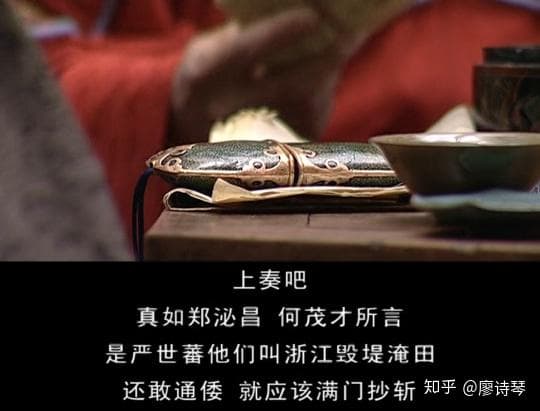 上奏吧
真如郑泌昌 何茂才所言
是严世蕃他们叫浙江毁堤淹田
还敢通倭 就应该满门抄斩
知乎 @廖诗琴